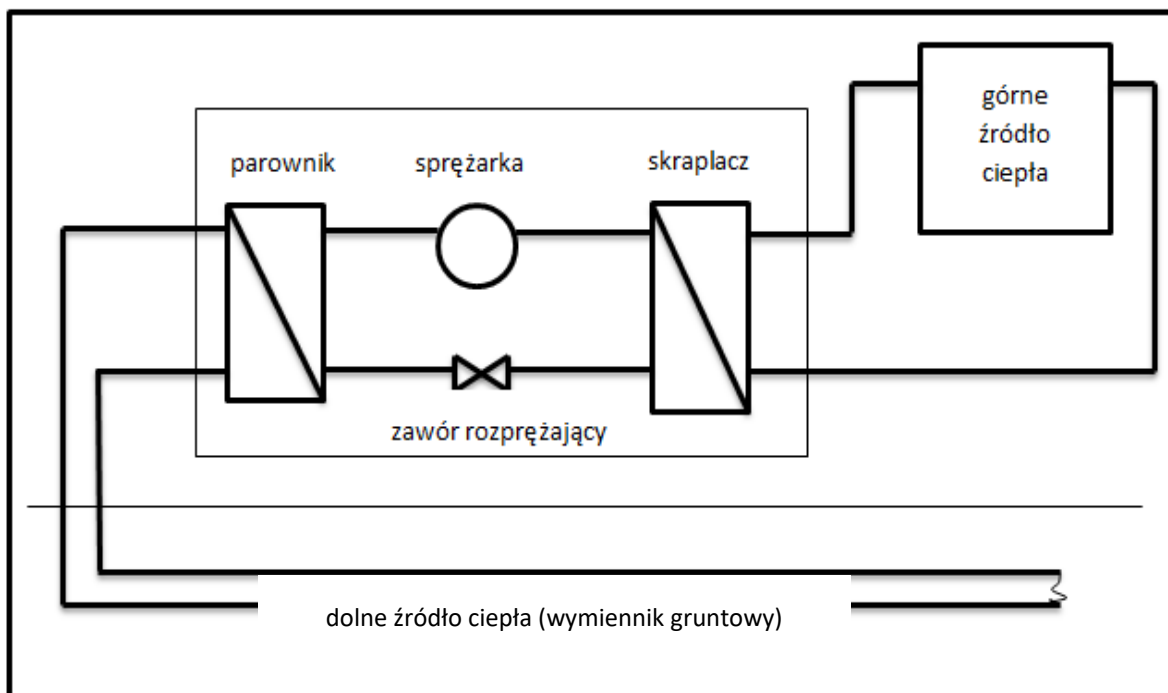 górne
źródło
ciepła
parownik
sprężarka
skraplacz
zawór rozprężający
dolne źródło ciepła (wymiennik gruntowy)